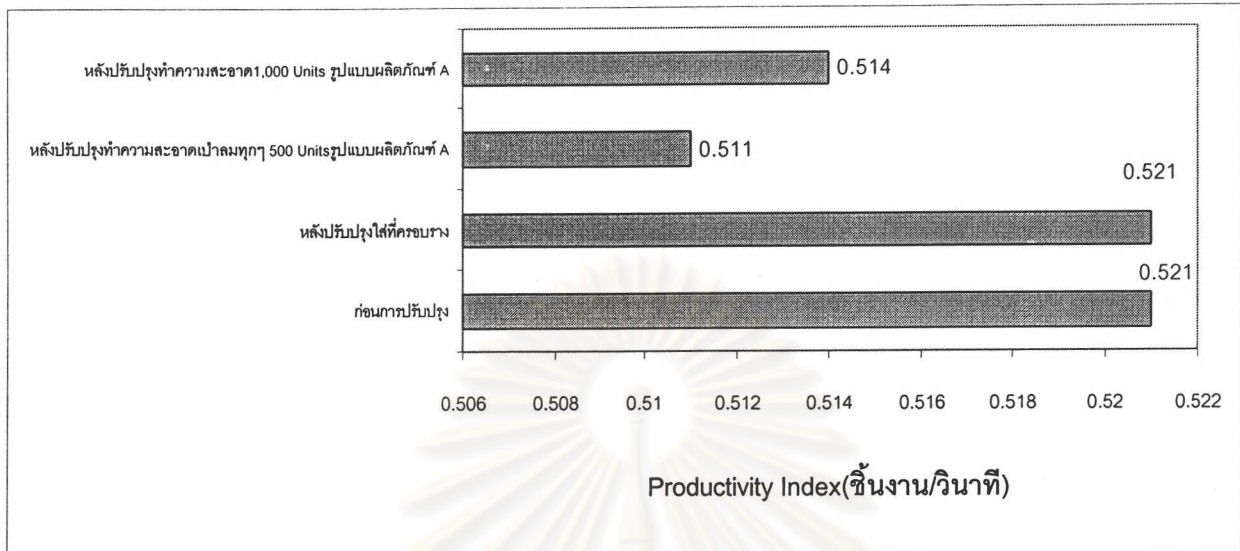 หลังปรับปรุงทำความสะอาด1,000 Units รูปแบบผลิตภัณฑ์ A
0.514
หลังปรับปรุงทำความสะอาดเป่าลมทุกๆ 500 Unitsรูปแบบผลิตภัณฑ์ A
0.511
0.521
หลังปรับปรุงใส่ที่ครอบราง
0.521
ก่อนการปรับปรุง
0.506 0.508 0.51 0.512 0.514 0.516 0.518 0.52 0.522
Productivity Index(ชิ้นงาน/วินาที)